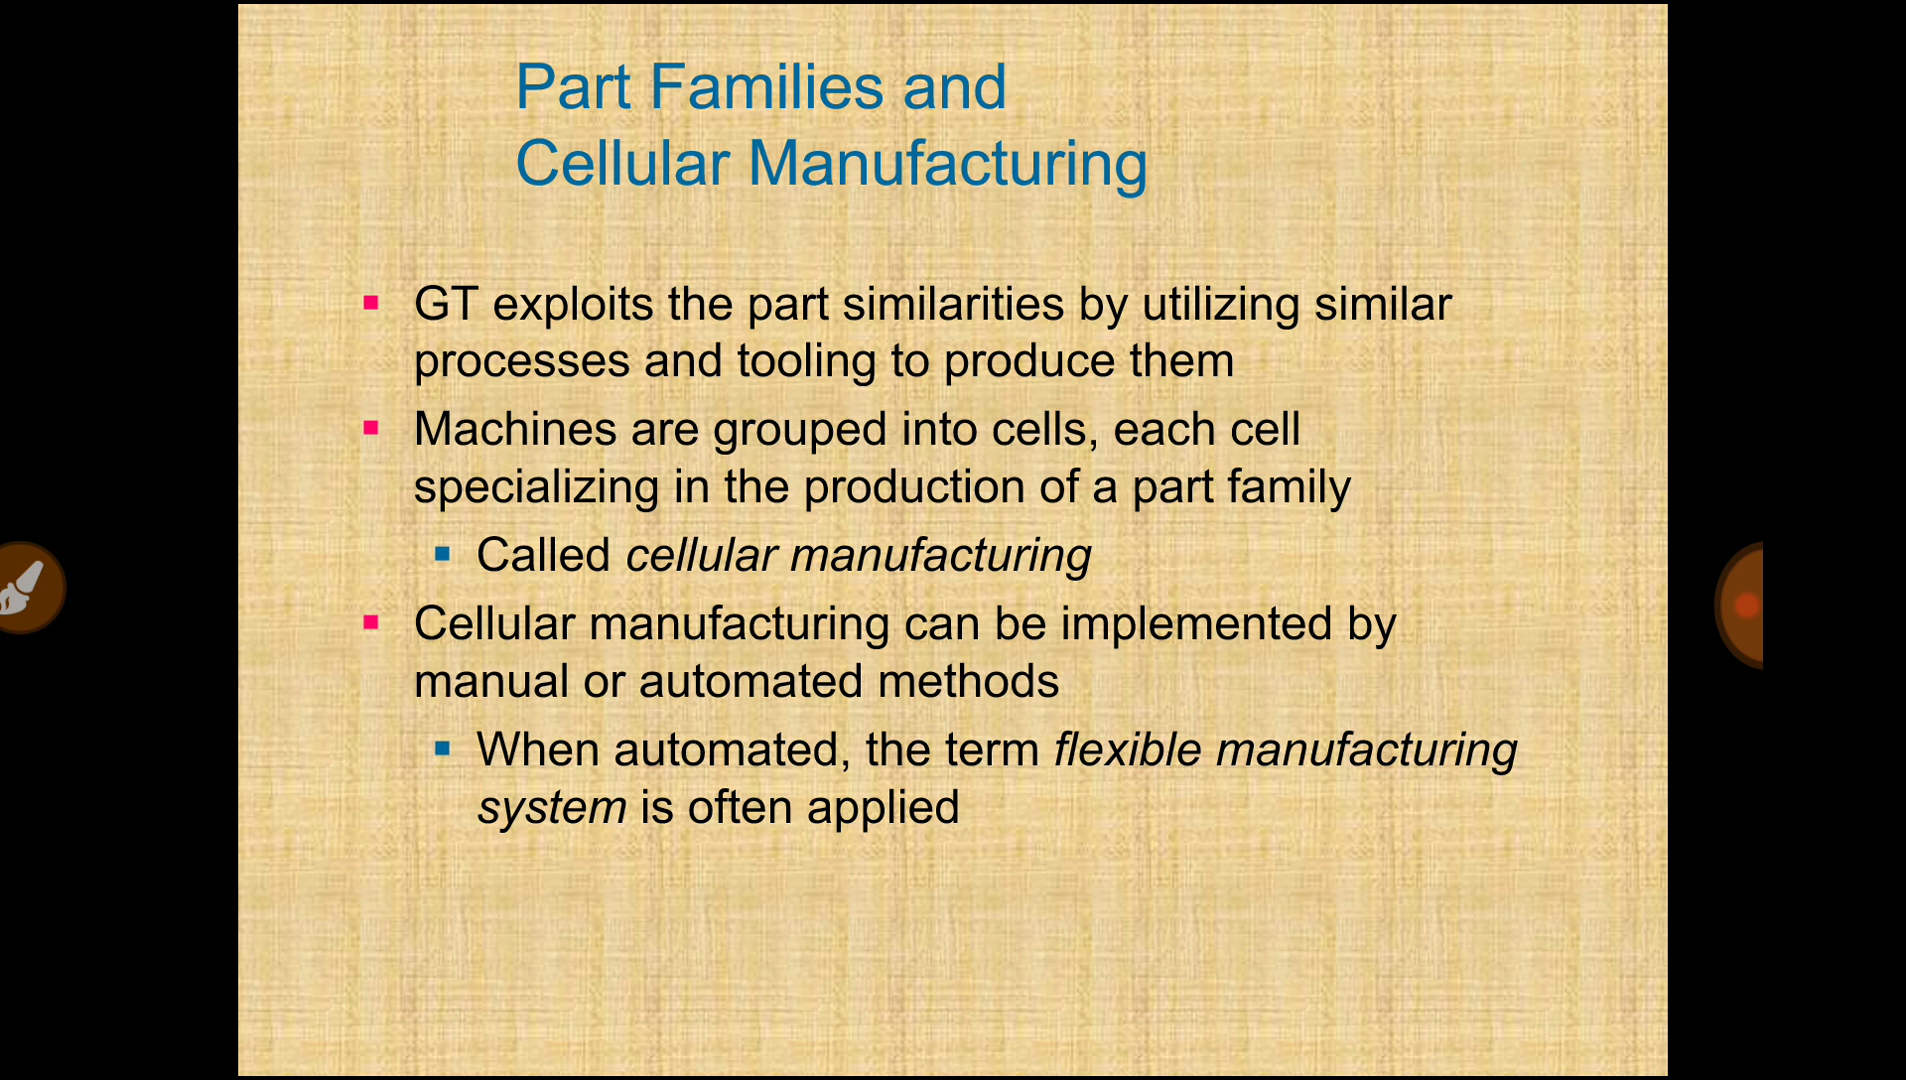 Part Families and
Cellular Manufacturing
GT exploits the part similarities by utilizing similar
processes and tooling to produce them
Machines are grouped into cells, each cell
specializing in the production of a part family
Called cellular manufacturing
Cellular manufacturing can be implemented by
manual or automated methods
When automated, the term flexible manufacturing
system is often applied